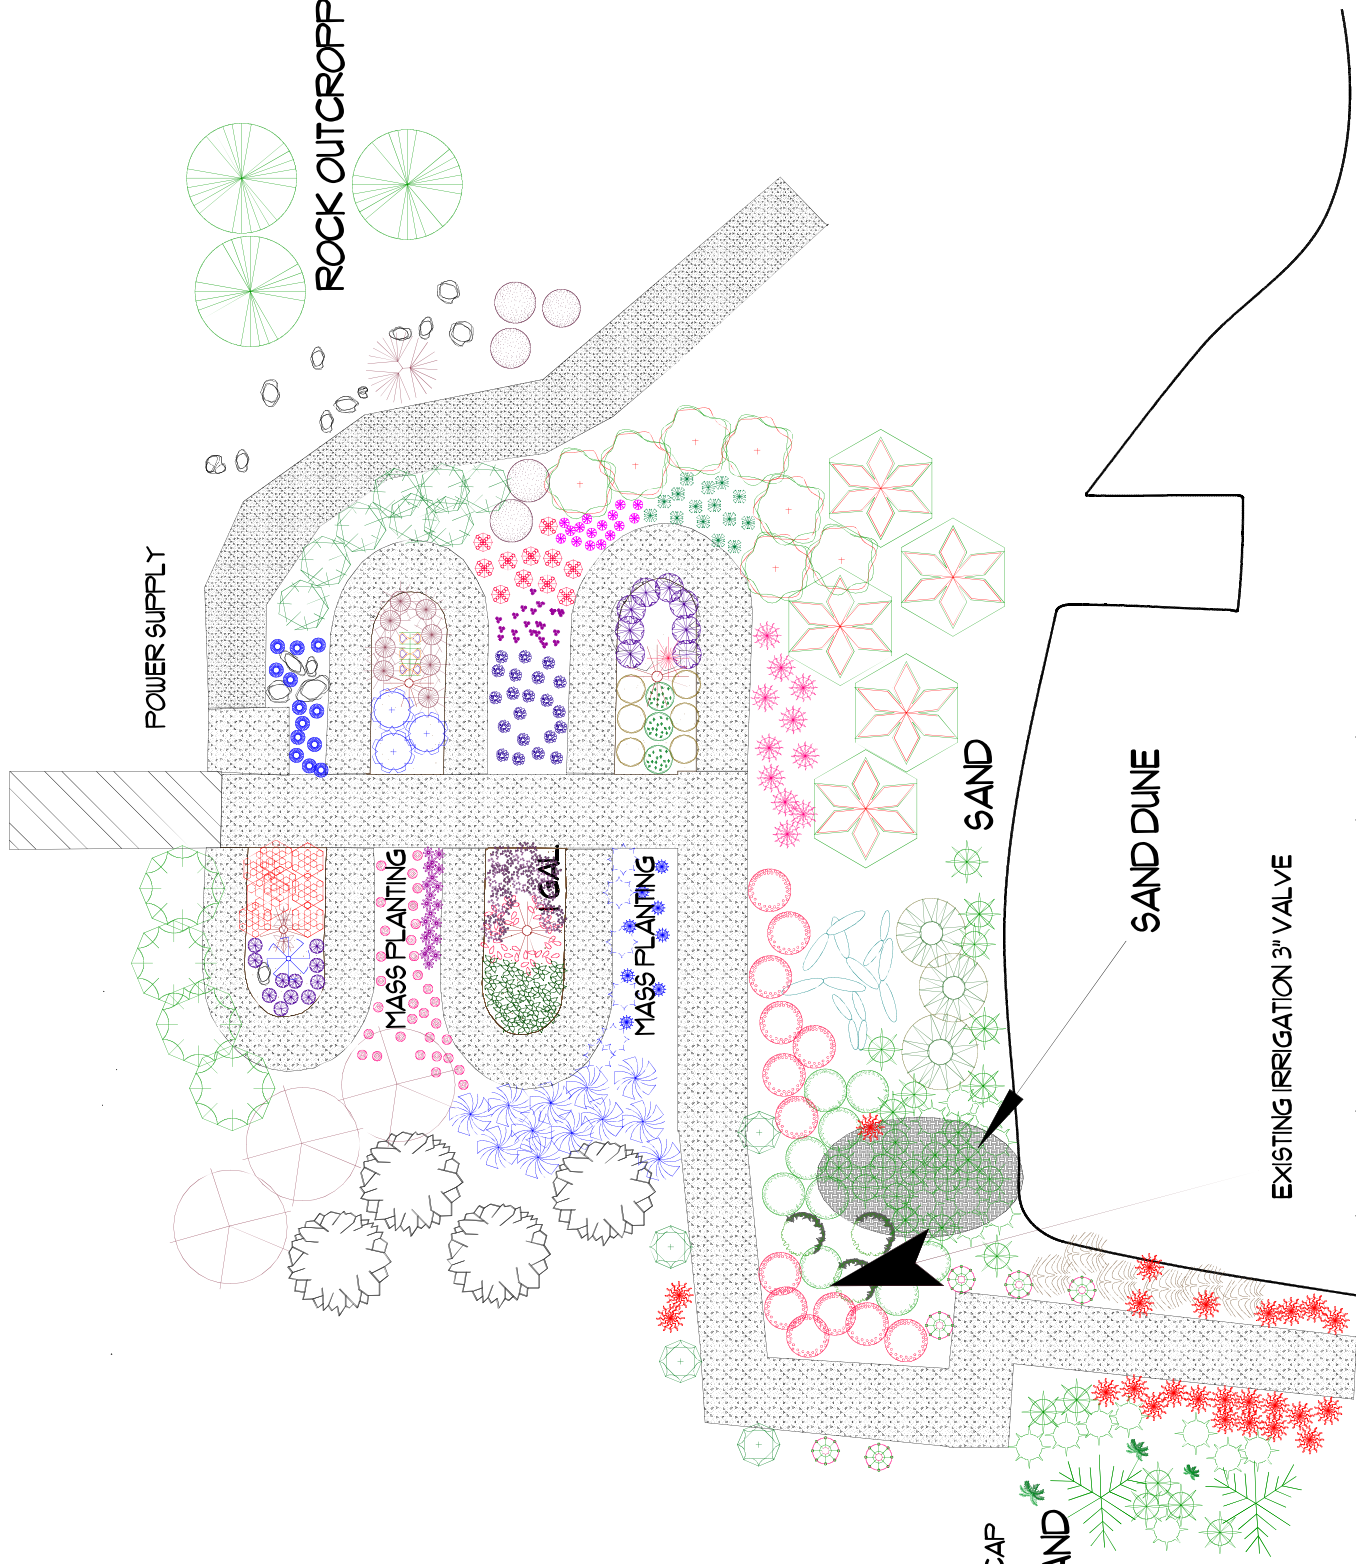 ROCK OUTCROPP
POWER SUPPLY
SAND
SAND DUNE
MASS PLANTING
1 GAL
MASS PLANTING
EXISTING IRRIGATION 3" VALVE
CAP
AND